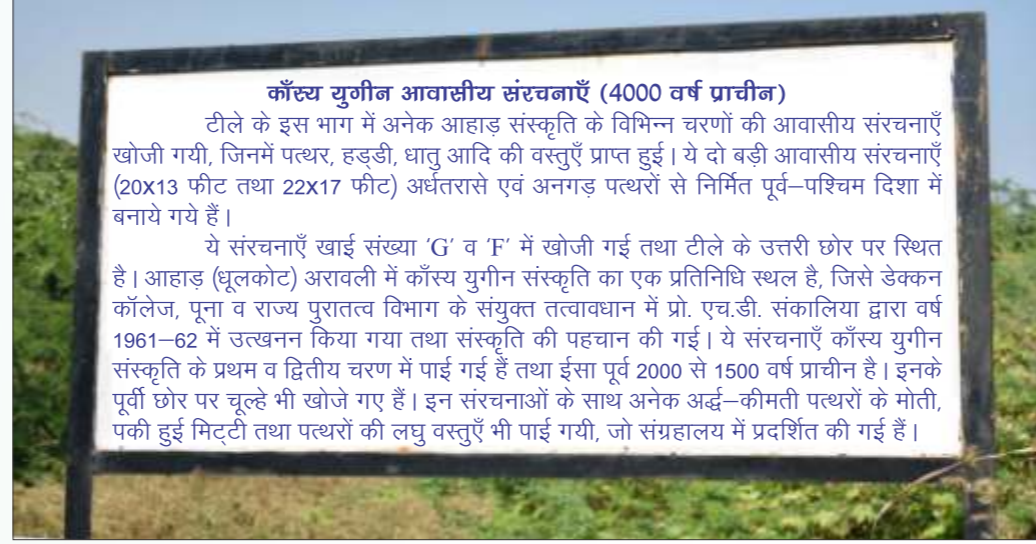 काँस्य युगीन आवासीय संरचनाएँ (4000 वर्ष प्राचीन)
टीले के इस भाग में अनेक आहाड़ संस्कृति के विभिन्न चरणों की आवासीय संरचनाएँ
खोजी गयी, जिनमें पत्थर, हड्डी, धातु आदि की वस्तुएँ प्राप्त हुई। ये दो बड़ी आवासीय संरचनाएँ
(20x13 फीट तथा 22x17 फीट) अर्धतरासे एवं अनगड़ पत्थरों से निर्मित पूर्व–पश्चिम दिशा में
बनाये गये हैं।
ये संरचनाएँ खाई संख्या 'G' व 'F' में खोजी गई तथा टीले के उत्तरी छोर पर स्थित
है। आहाड़ (धूलकोट) अरावली में काँस्य युगीन संस्कृति का एक प्रतिनिधि स्थल है, जिसे डेक्कन
कॉलेज, पूना व राज्य पुरातत्व विभाग के संयुक्त तत्वावधान में प्रो. एच.डी. संकालिया द्वारा वर्ष
1961–62 में उत्खनन किया गया तथा संस्कृति की पहचान की गई। ये संरचनाएँ काँस्य युगीन
संस्कृति के प्रथम व द्वितीय चरण में पाई गई हैं तथा ईसा पूर्व 2000 से 1500 वर्ष प्राचीन है। इनके
पूर्वी छोर पर चूल्हे भी खोजे गए हैं। इन संरचनाओं के साथ अनेक अर्द्ध–कीमती पत्थरों के मोती,
पकी हुई मिट्टी तथा पत्थरों की लघु वस्तुएँ भी पाई गयी, जो संग्रहालय में प्रदर्शित की गई हैं।